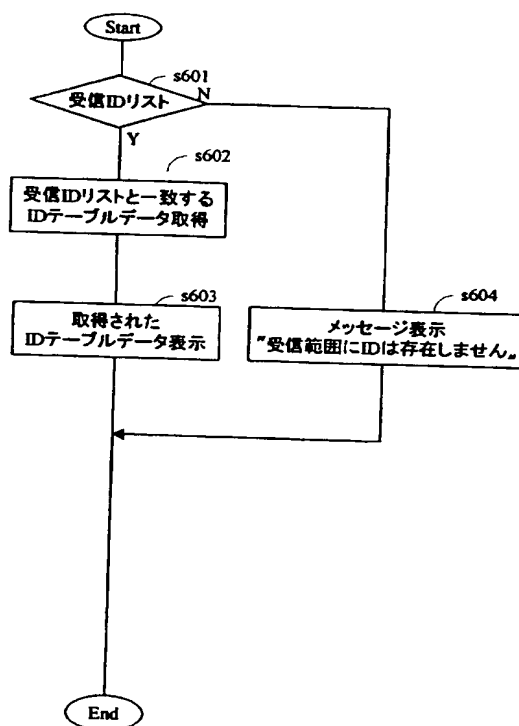 Start
s601
受信IDリスト
N
Y
s602
受信IDリストと一致する
IDテーブルデータ取得
s603
取得された
IDテーブルデータ表示
s604
メッセージ表示
"受信範囲にIDは存在しません„
End